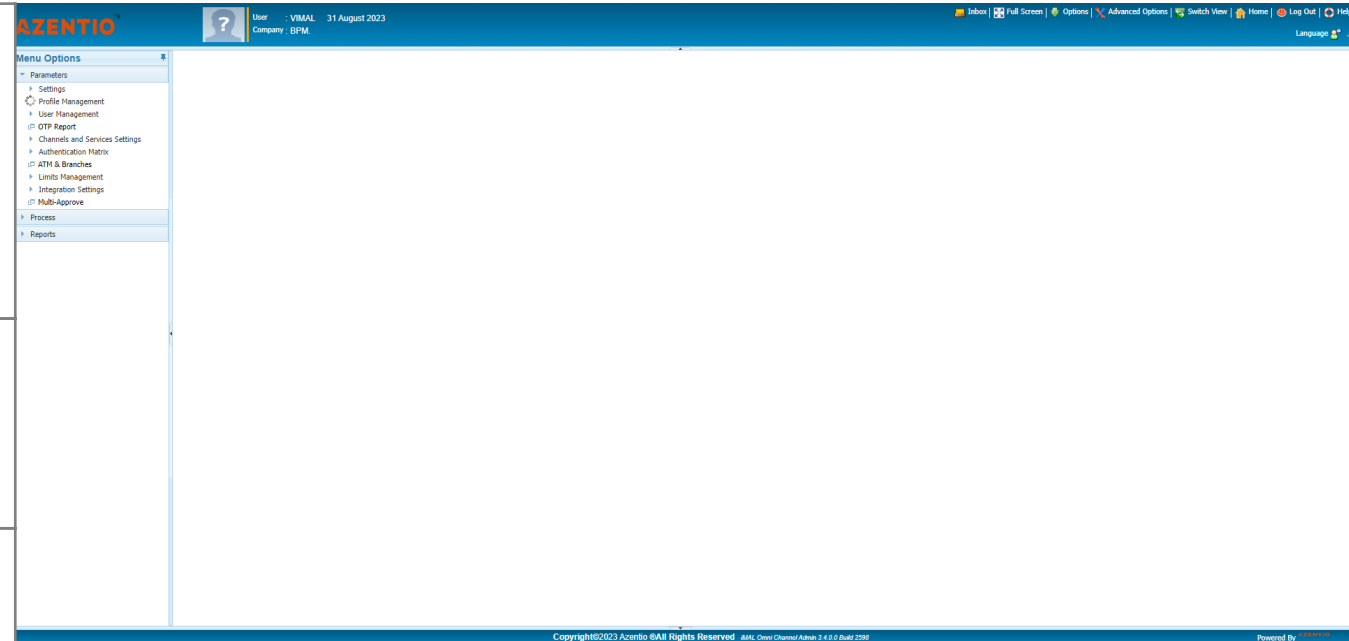 AZENTIO
User : VIMAL 31 August 2023
Company : BPM.
Inbox | Full Screen | Options | Advanced Options | Switch View | Home | Log Out | Help
Language
Menu Options
Parameters
Settings
Profile Management
User Management
OTP Report
Channels and Services Settings
Authentication Matrix
ATM & Branches
Limits Management
Integration Settings
Multi-Approve
Process
Reports
Copyright©2023 Azentio ®All Rights Reserved iMAL Omni Channel Admin 3.4.0.0 Build 2598
Powered By AZENTIO